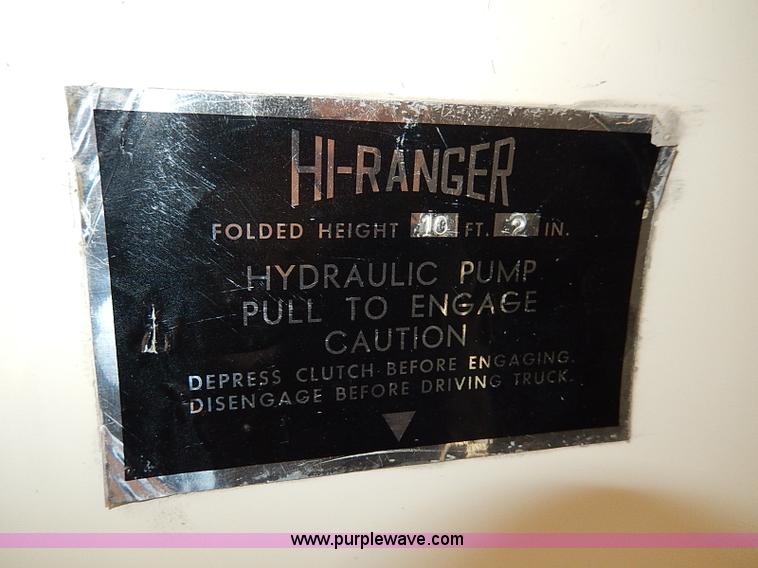 HI-RANGER
FOLDED HEIGHT 10 FT. 2 IN.
HYDRAULIC PUMP
PULL TO ENGAGE
CAUTION
DEPRESS CLUTCH BEFORE ENGAGING.
DISENGAGE BEFORE DRIVING TRUCK.
www.purplewave.com